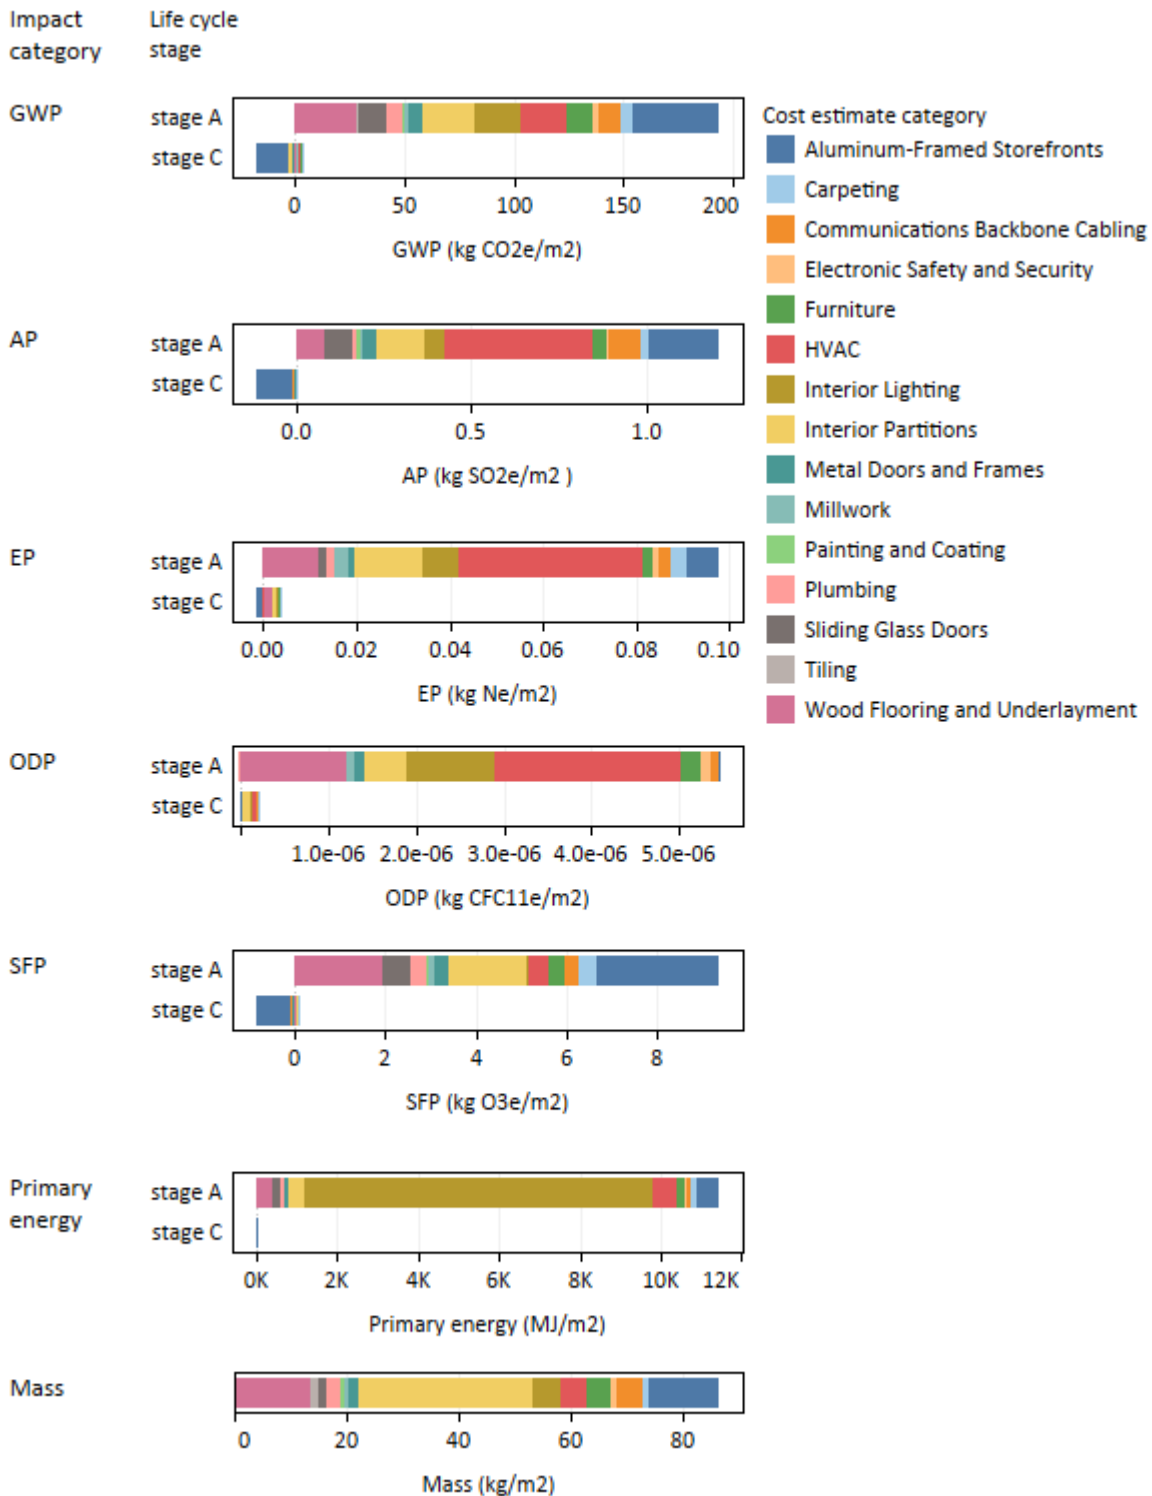 Impact category
Life cycle stage
GWP
stage A
stage C
0 50 100 150 200
GWP (kg CO2e/m2)
AP
stage A
stage C
0.0 0.5 1.0
AP (kg SO2e/m2 )
EP
stage A
stage C
0.00 0.02 0.04 0.06 0.08 0.10
EP (kg Ne/m2)
ODP
stage A
stage C
1.0e-06 2.0e-06 3.0e-06 4.0e-06 5.0e-06
ODP (kg CFC11e/m2)
SFP
stage A
stage C
0 2 4 6 8
SFP (kg O3e/m2)
Primary energy
stage A
stage C
0K 2K 4K 6K 8K 10K 12K
Primary energy (MJ/m2)
Mass
0 20 40 60 80
Mass (kg/m2)
Cost estimate category
Aluminum-Framed Storefronts
Carpeting
Communications Backbone Cabling
Electronic Safety and Security
Furniture
HVAC
Interior Lighting
Interior Partitions
Metal Doors and Frames
Millwork
Painting and Coating
Plumbing
Sliding Glass Doors
Tiling
Wood Flooring and Underlayment